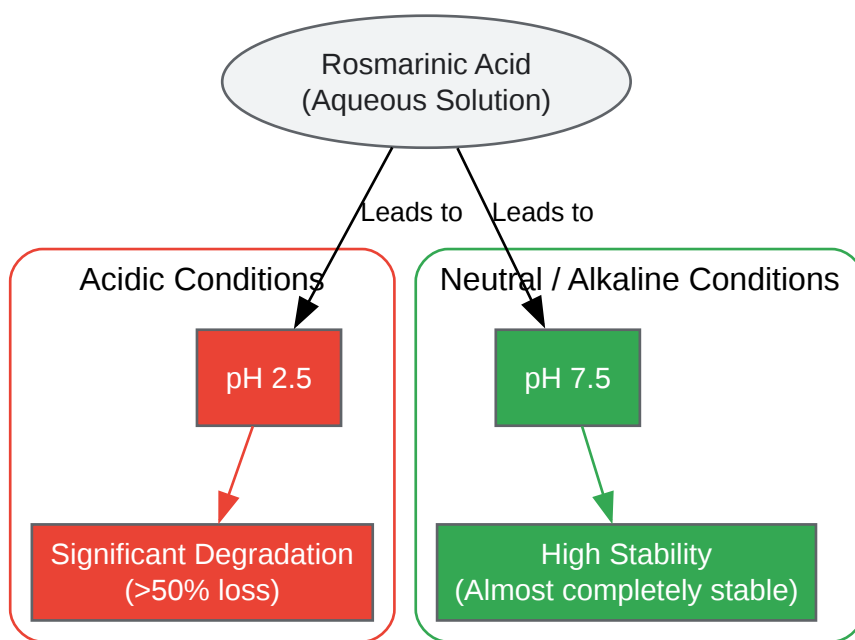 Rosmarinic Acid
(Aqueous Solution)
Leads to
Leads to
Acidic Conditions
Neutral / Alkaline Conditions
pH 2.5
pH 7.5
Significant Degradation
(>50% loss)
High Stability
(Almost completely stable)